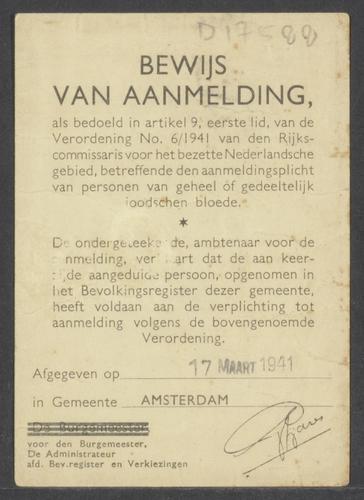 D17588
BEWIJS
VAN AANMELDING,
als bedoeld in artikel 9, eerste lid, van de
Verordening No. 6/1941 van den Rijks-
commissaris voor het bezette Nederlandsche
gebied, betreffende den aanmeldingsplicht
van personen van geheel óf gedeeltelijk
joodschen bloede.
*
De ondergeteekende, ambtenaar voor de
anmelding, verklaart dat de aan keer-
zijde aangeduide persoon, opgenomen in
het Bevolkingsregister dezer gemeente,
heeft voldaan aan de verplichting tot
aanmelding volgens de bovengenoemde
Verordening.
Afgegeven op 17 MAART 1941
in Gemeente AMSTERDAM
De Burgemeester
voor den Burgemeester,
De Administrateur
afd. Bev.register en Verkiezingen